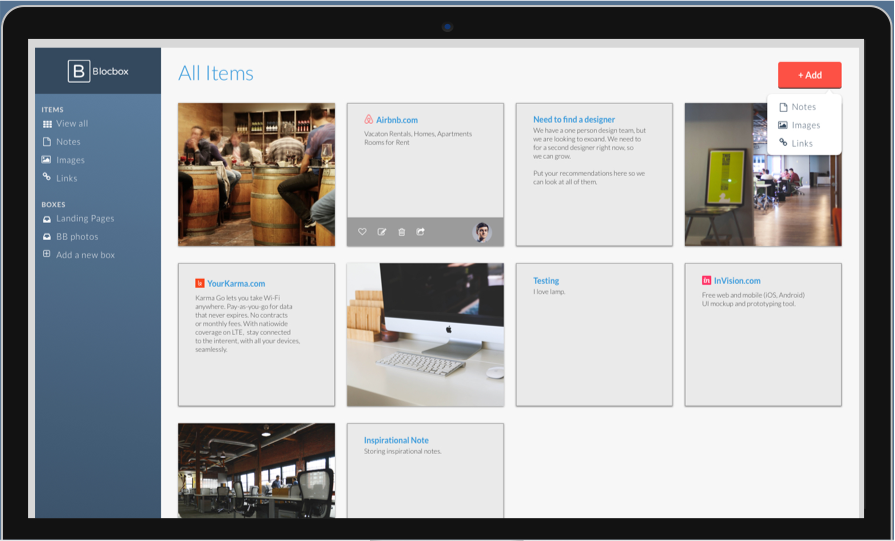 B Blocbox
All Items
+ Add
Notes
Images
Links
ITEMS
View all
Notes
Images
Links
BOXES
Landing Pages
BB photos
Add a new box
Airbnb.com
Vacaton Rentals, Homes, Apartments
Rooms for Rent
Need to find a designer
We have a one person design team, but
we are looking to expand. We need to
for a second designer right now, so
we can grow.
Put your recommendations here so we
can look at all of them.
YourKarma.com
Karma Go lets you take Wi-Fi
anywhere. Pay-as-you-go for data
that never expires. No contracts
or monthly fees. With natiowide
coverage on LTE, stay connected
to the interent, with all your devices,
seamlessly.
Testing
I love lamp.
in InVision.com
Free web and mobile (iOS, Android)
UI mockup and prototyping tool.
Inspirational Note
Storing inspirational notes.